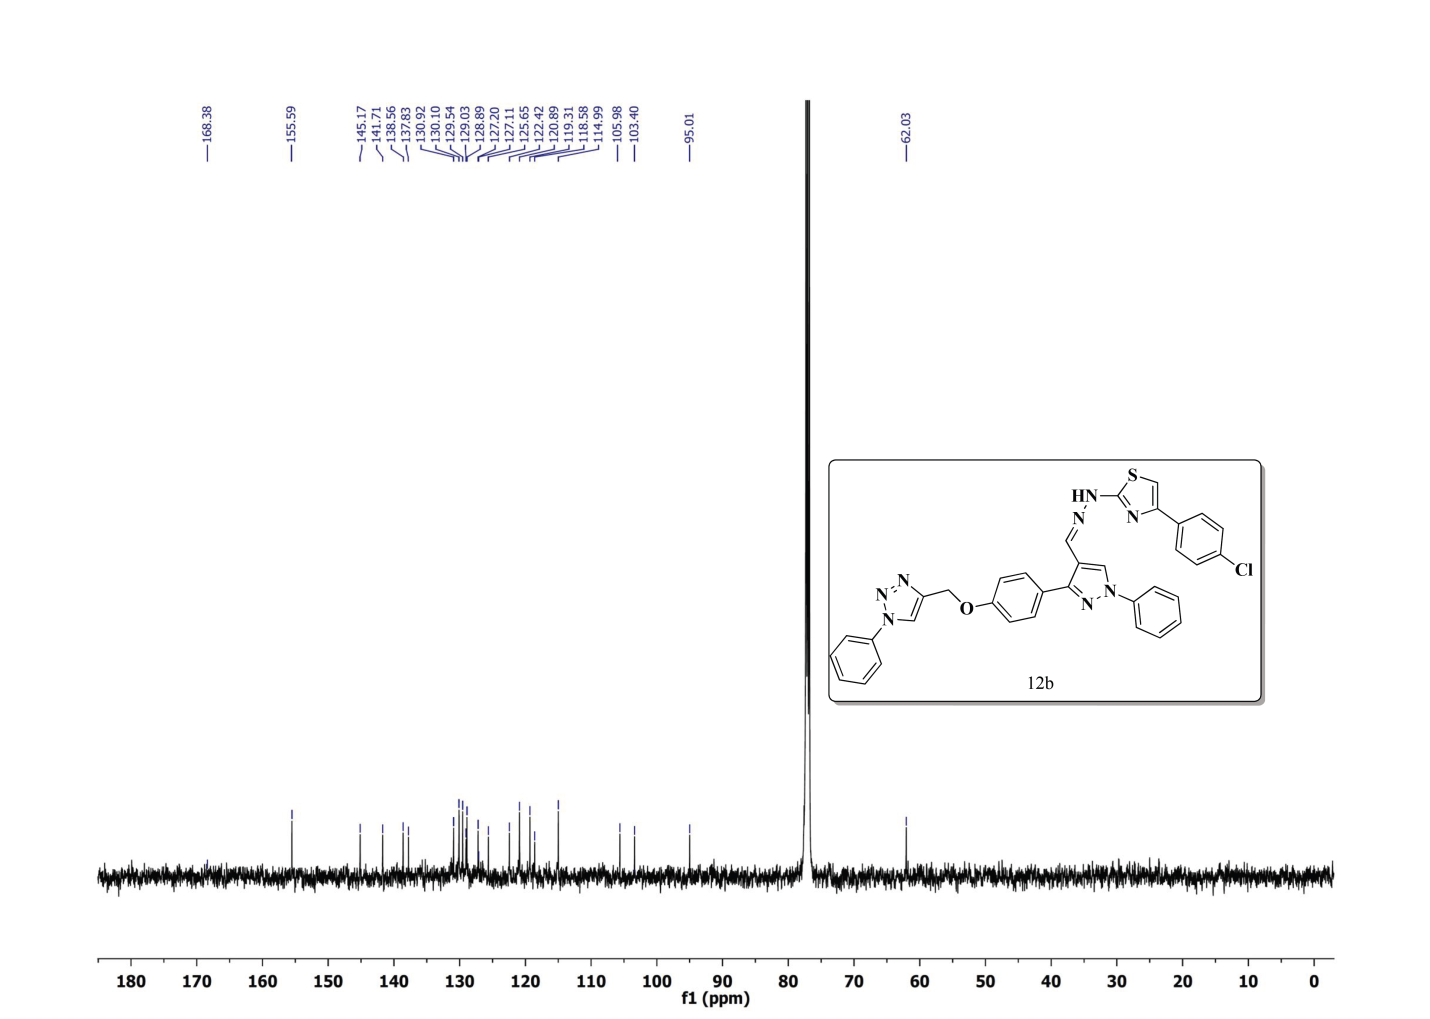 168.38
155.59
145.17
141.71
138.56
137.83
130.92
130.10
129.54
129.03
128.89
127.20
127.11
125.65
122.42
120.89
119.31
118.58
114.99
105.98
103.40
95.01
62.03
S
HN
N
N
Cl
N
N
N
O
N
N
12b
180 170 160 150 140 130 120 110 100 90 80 70 60 50 40 30 20 10 0
f1 (ppm)